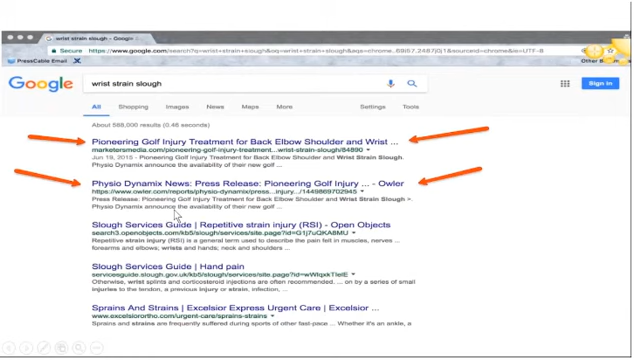 wrist strain slough - Google
Secure
https://www.google.com/search?q=wrist+strain+slough&oq=wrist+strain+slough&aqs=chrome
&sourceid=chrome&ie=UTF-8
PressCable Email
Other
Google
wrist strain slough
Sign in
All Shopping Images News Maps More Settings Tools
About 568,000 results (0.46 seconds)
Pioneering Golf Injury Treatment for Back Elbow Shoulder and Wrist ...
marketersmedia.com/pioneering-golf-injury-treatment...wrist-strain-slough/84890
Jun 19, 2015 - Pioneering Golf Injury Treatment for Back Elbow Shoulder and Wrist Strain Slough.
Physio Dynamix announce the availability of their new golf ...
Physio Dynamix News: Press Release: Pioneering Golf Injury ... - Owler
https://www.owler.com/reports/physio-dynamix/press...injury.../1449869702945
Press Release: Pioneering Golf Injury Treatment for Back Elbow Shoulder and Wrist Strain Slough
Physio Dynamix announce the availability of their new golf ...
Slough Services Guide | Repetitive strain injury (RSI) - Open Objects
search3.openobjects.com/kb5/slough/services/site.page?id=
Repetitive strain injury (RSI) is a general term used to describe the pain felt in muscles, nerves ...
forearms and elbows; wrists and hands; neck and shoulders
Slough Services Guide | Hand pain
servicesguide.slough.gov.uk/kb5/slough/services/site.page?id=
Otherwise, wrist splints and corticosteroid injections are often recommended. ... on by a series of small
injuries to the tendon, a previous injury or strain, infection, ...
Sprains And Strains | Excelsior Express Urgent Care | Excelsior ...
www.excelsiorortho.com/urgent-care/sprains-strains
Sprains and strains are frequently suffered during sports of other fast-pace ... Whether it's an ankle, a